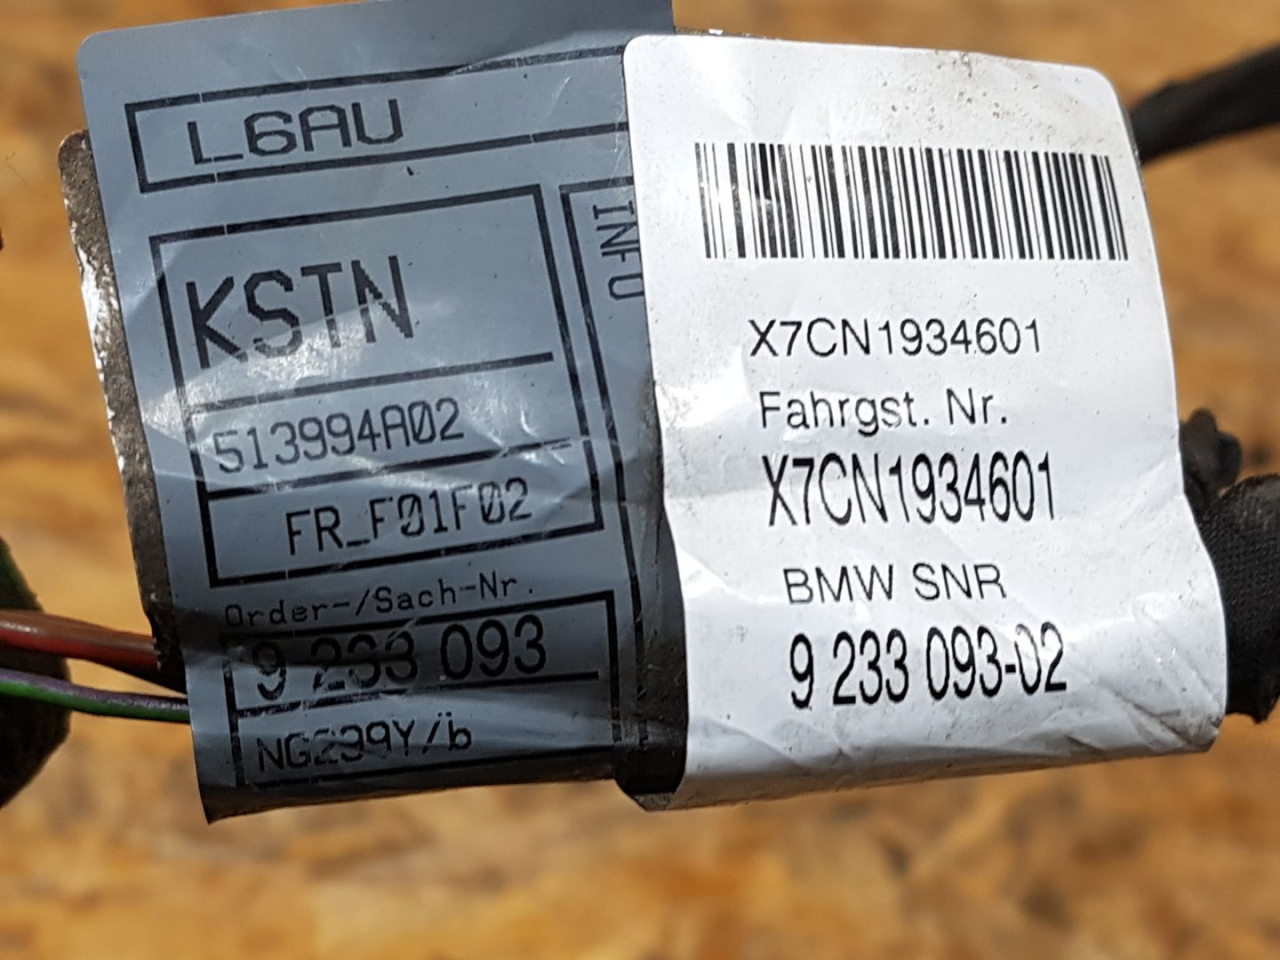 L6AU
KSTN
INFO
513994A02
FR_F01F02
Order-/Sach-Nr.
9 233 093
NG299Y/b
X7CN1934601
Fahrgst. Nr.
X7CN1934601
BMW SNR
9 233 093-02